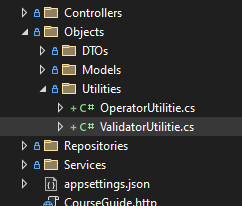 Controllers
Objects
DTOs
Models
Utilities
+ C# OperatorUtilitie.cs
+ C# ValidatorUtilitie.cs
Repositories
Services
appsettings.json
CourseGuide.http